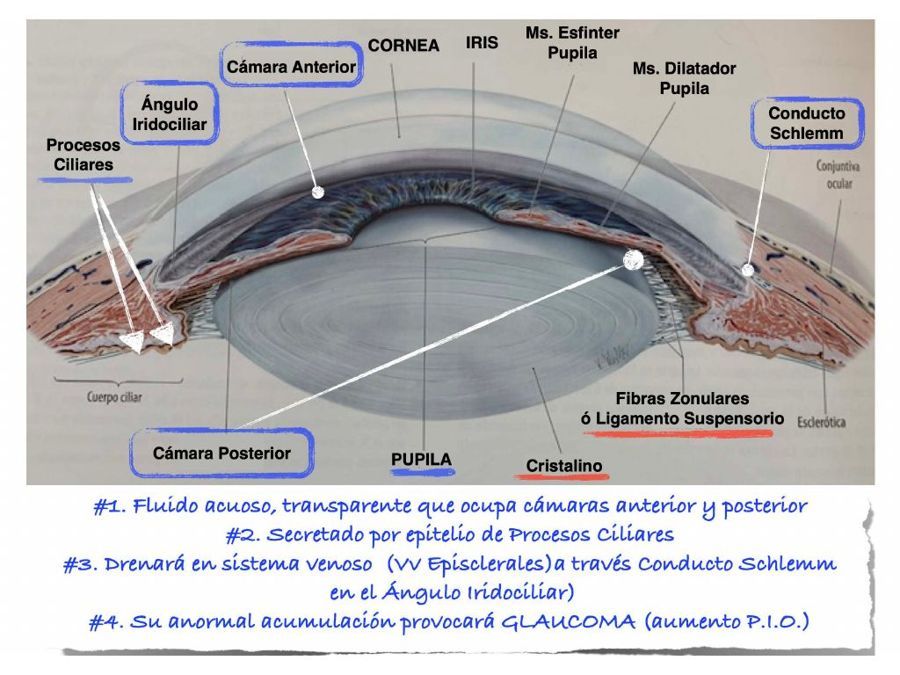 CORNEA
IRIS
Ms. Esfinter
Pupila
Cámara Anterior
Ms. Dilatador
Pupila
Ángulo
Iridociliar
Conducto
Schlemm
Procesos
Ciliares
Conjuntiva
ocular
Cuerpo ciliar
Fibras Zonulares
ó Ligamento Suspensorio
Esclerótica
Cámara Posterior
PUPILA
Cristalino
#1. Fluido acuoso, transparente que ocupa cámaras anterior y posterior
#2. Secretado por epitelio de Procesos Ciliares
#3. Drenará en sistema venoso (VV Episclerales)a través Conducto Schlemm
en el Ángulo Iridociliar)
#4. Su anormal acumulación provocará GLAUCOMA (aumento P.I.O.)